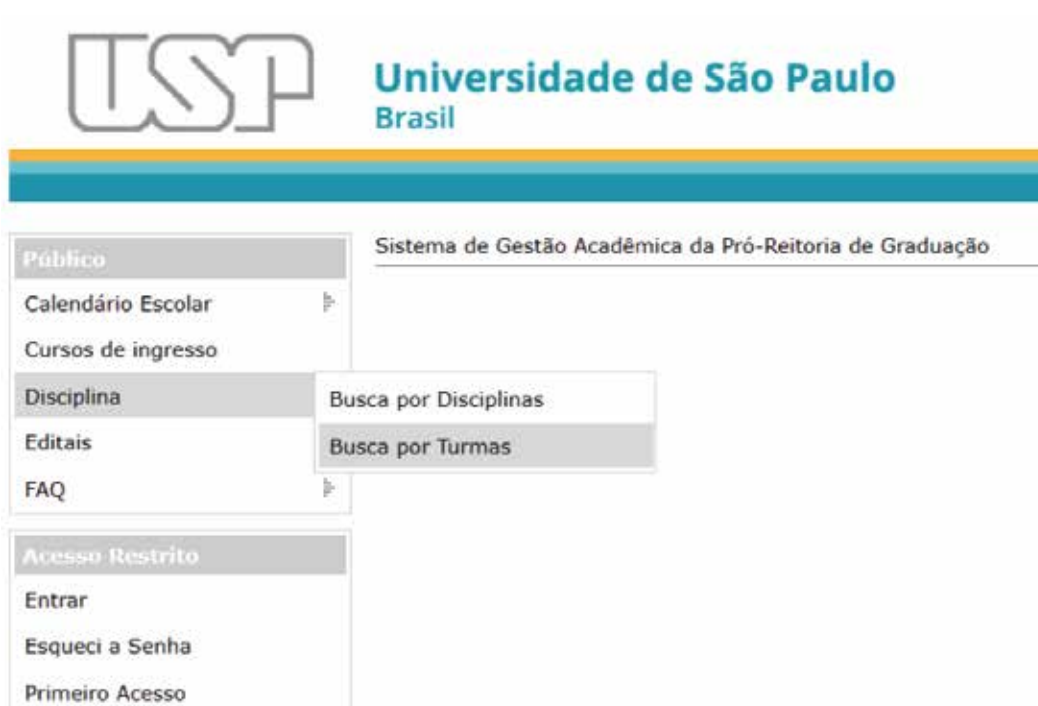 USP
Universidade de São Paulo
Brasil
Sistema de Gestão Acadêmica da Pró-Reitoria de Graduação
Público
Calendário Escolar
Cursos de ingresso
Disciplina
Busca por Disciplinas
Busca por Turmas
Editais
FAQ
Acesso Restrito
Entrar
Esqueci a Senha
Primeiro Acesso